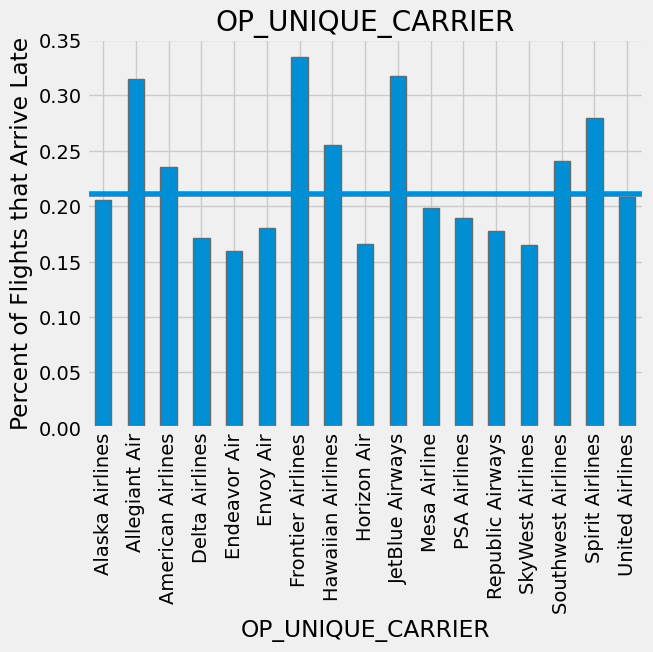 OP_UNIQUE_CARRIER
Percent of Flights that Arrive Late
0.35
0.30
0.25
0.20
0.15
0.10
0.05
0.00
Alaska Airlines
Allegiant Air
American Airlines
Delta Airlines
Endeavor Air
Envoy Air
Frontier Airlines
Hawaiian Airlines
Horizon Air
JetBlue Airways
Mesa Airline
PSA Airlines
Republic Airways
SkyWest Airlines
Southwest Airlines
Spirit Airlines
United Airlines
OP_UNIQUE_CARRIER